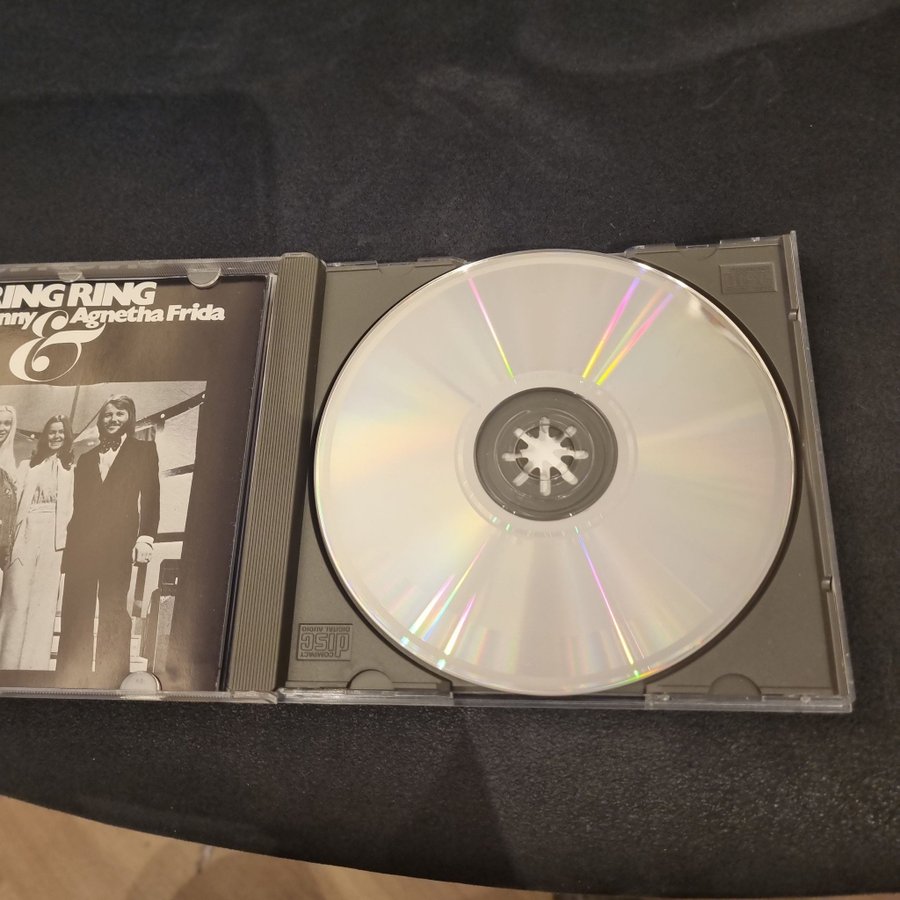 RING RING
nny & Agnetha Frida
COMPACT
disc
DIGITAL AUDIO